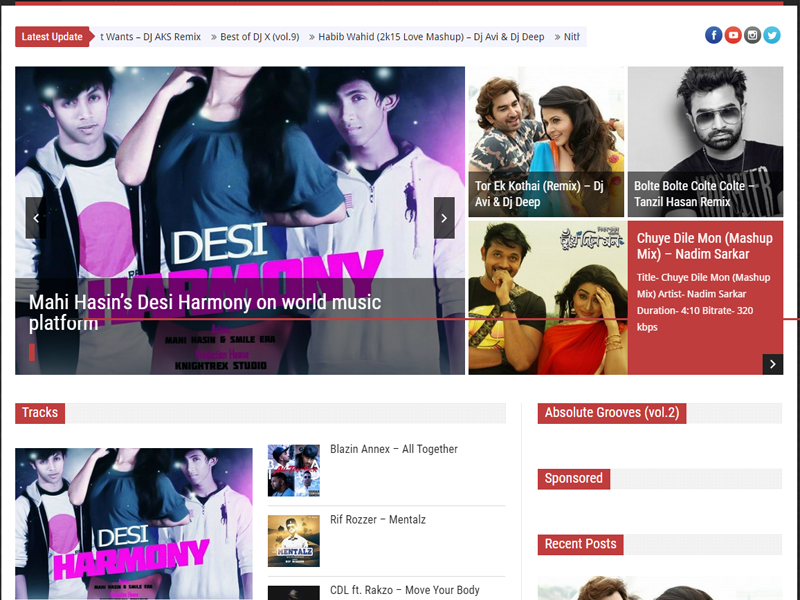 Latest Update
t Wants – DJ AKS Remix » Best of DJ X (vol.9) » Habib Wahid (2k15 Love Mashup) – Dj Avi & Dj Deep » Nith
DESI
HARMONY
Mahi Hasin's Desi Harmony on world music
platform
MAHI HASIN & SMILE ERA
KNIGHTREX STUDIO
Tor Ek Kothai (Remix) – Dj
Avi & Dj Deep
Bolte Bolte Colte Colte –
Tanzil Hasan Remix
ছুঁয়ে দিলে মন
Chuye Dile Mon (Mashup
Mix) – Nadim Sarkar
Title- Chuye Dile Mon (Mashup
Mix) Artist- Nadim Sarkar
Duration- 4:10 Bitrate- 320
kbps
Tracks
DESI
HARMONY
MAHI HASIN & SMILE ERA
Blazin Annex – All Together
Rif Rozzer – Mentalz
MENTALZ
CDL ft. Rakzo – Move Your Body
Absolute Grooves (vol.2)
Sponsored
Recent Posts